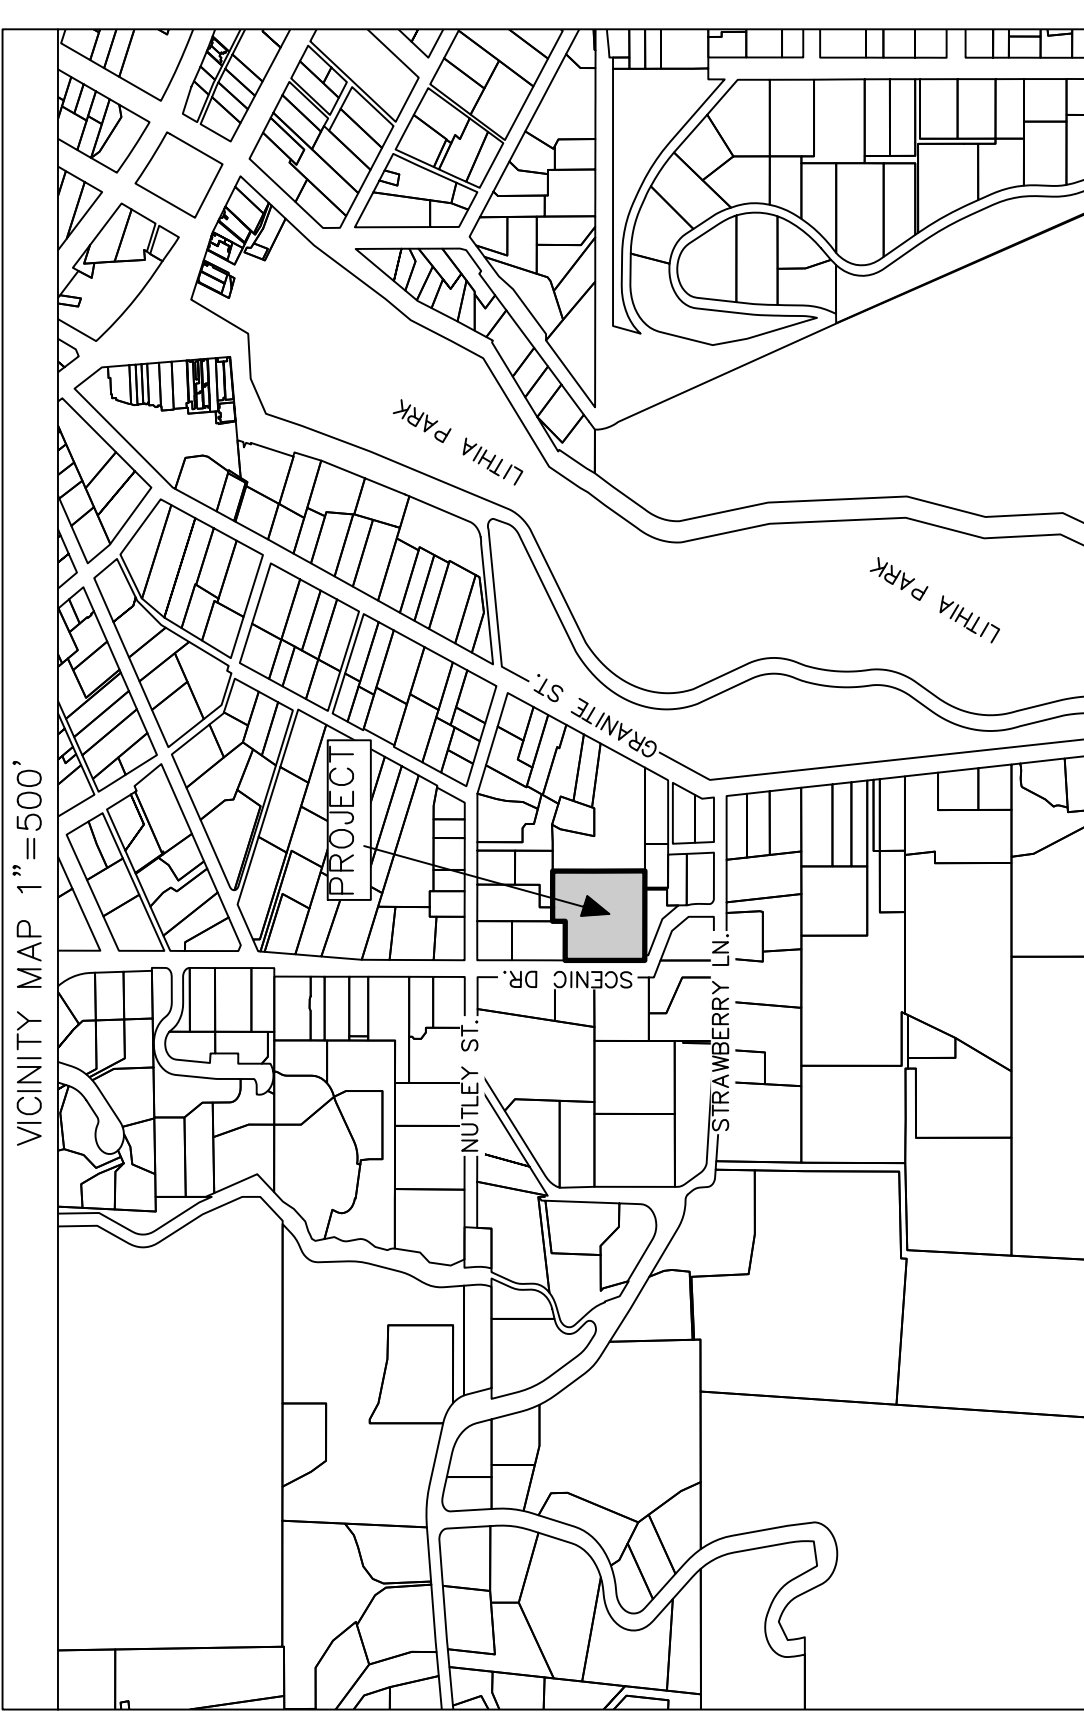 VICINITY MAP 1"=500'
LITHIA PARK
LITHIA PARK
GRANITE ST.
PROJECT
SCENIC DR.
NUTLEY ST.
STRAWBERRY LN.